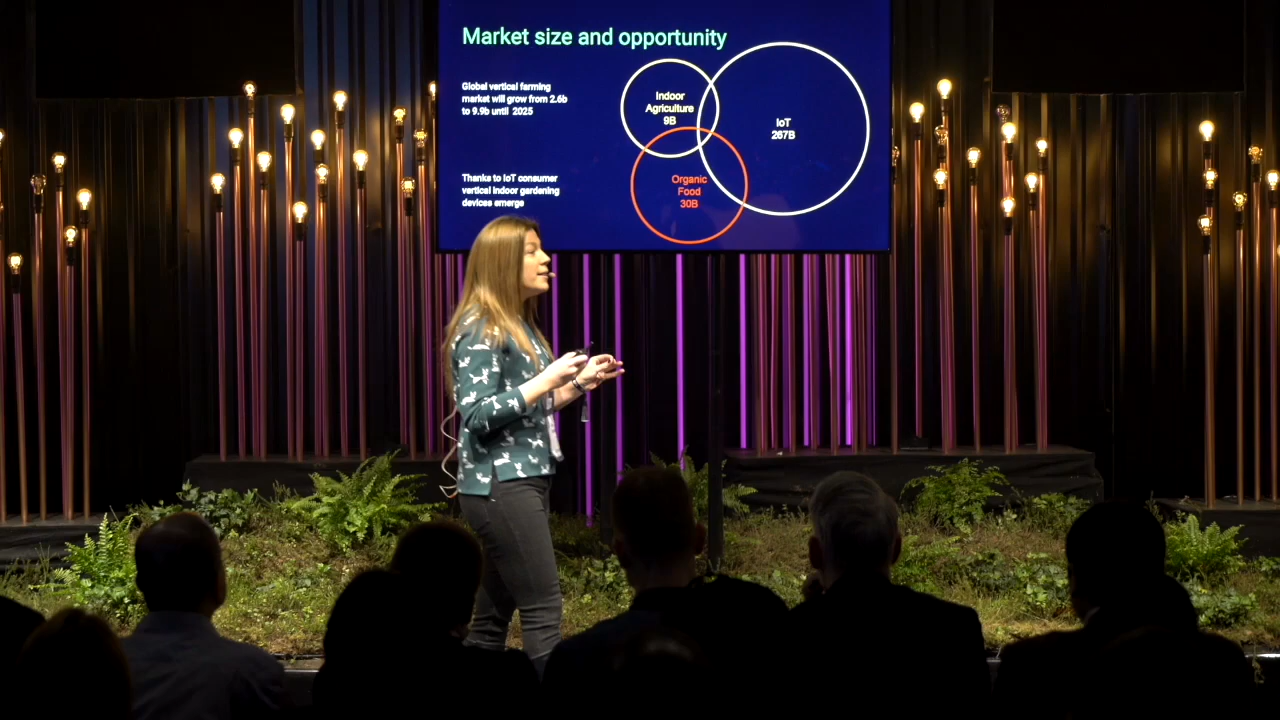 Market size and opportunity
Global vertical farming
market will grow from 2.6b
to 9.9b until 2025
Thanks to IoT consumer
vertical indoor gardening
devices emerge
Indoor
Agriculture
9B
IoT
267B
Organic
Food
30B